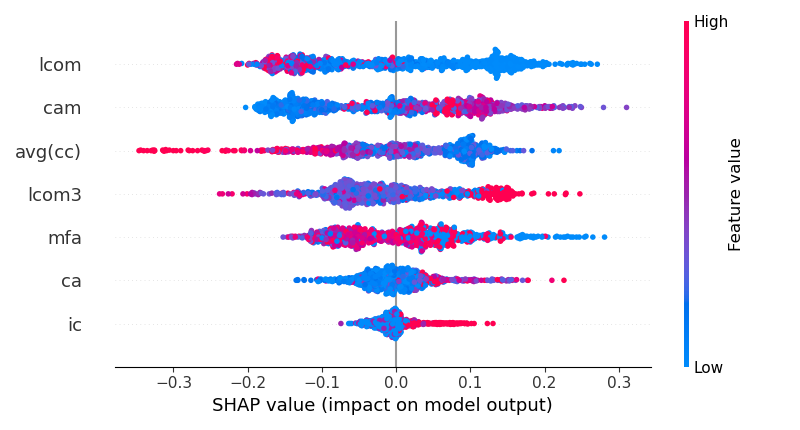 High
lcom
cam
avg(cc)
lcom3
mfa
ca
ic
Feature value
Low
−0.3 −0.2 −0.1 0.0 0.1 0.2 0.3
SHAP value (impact on model output)